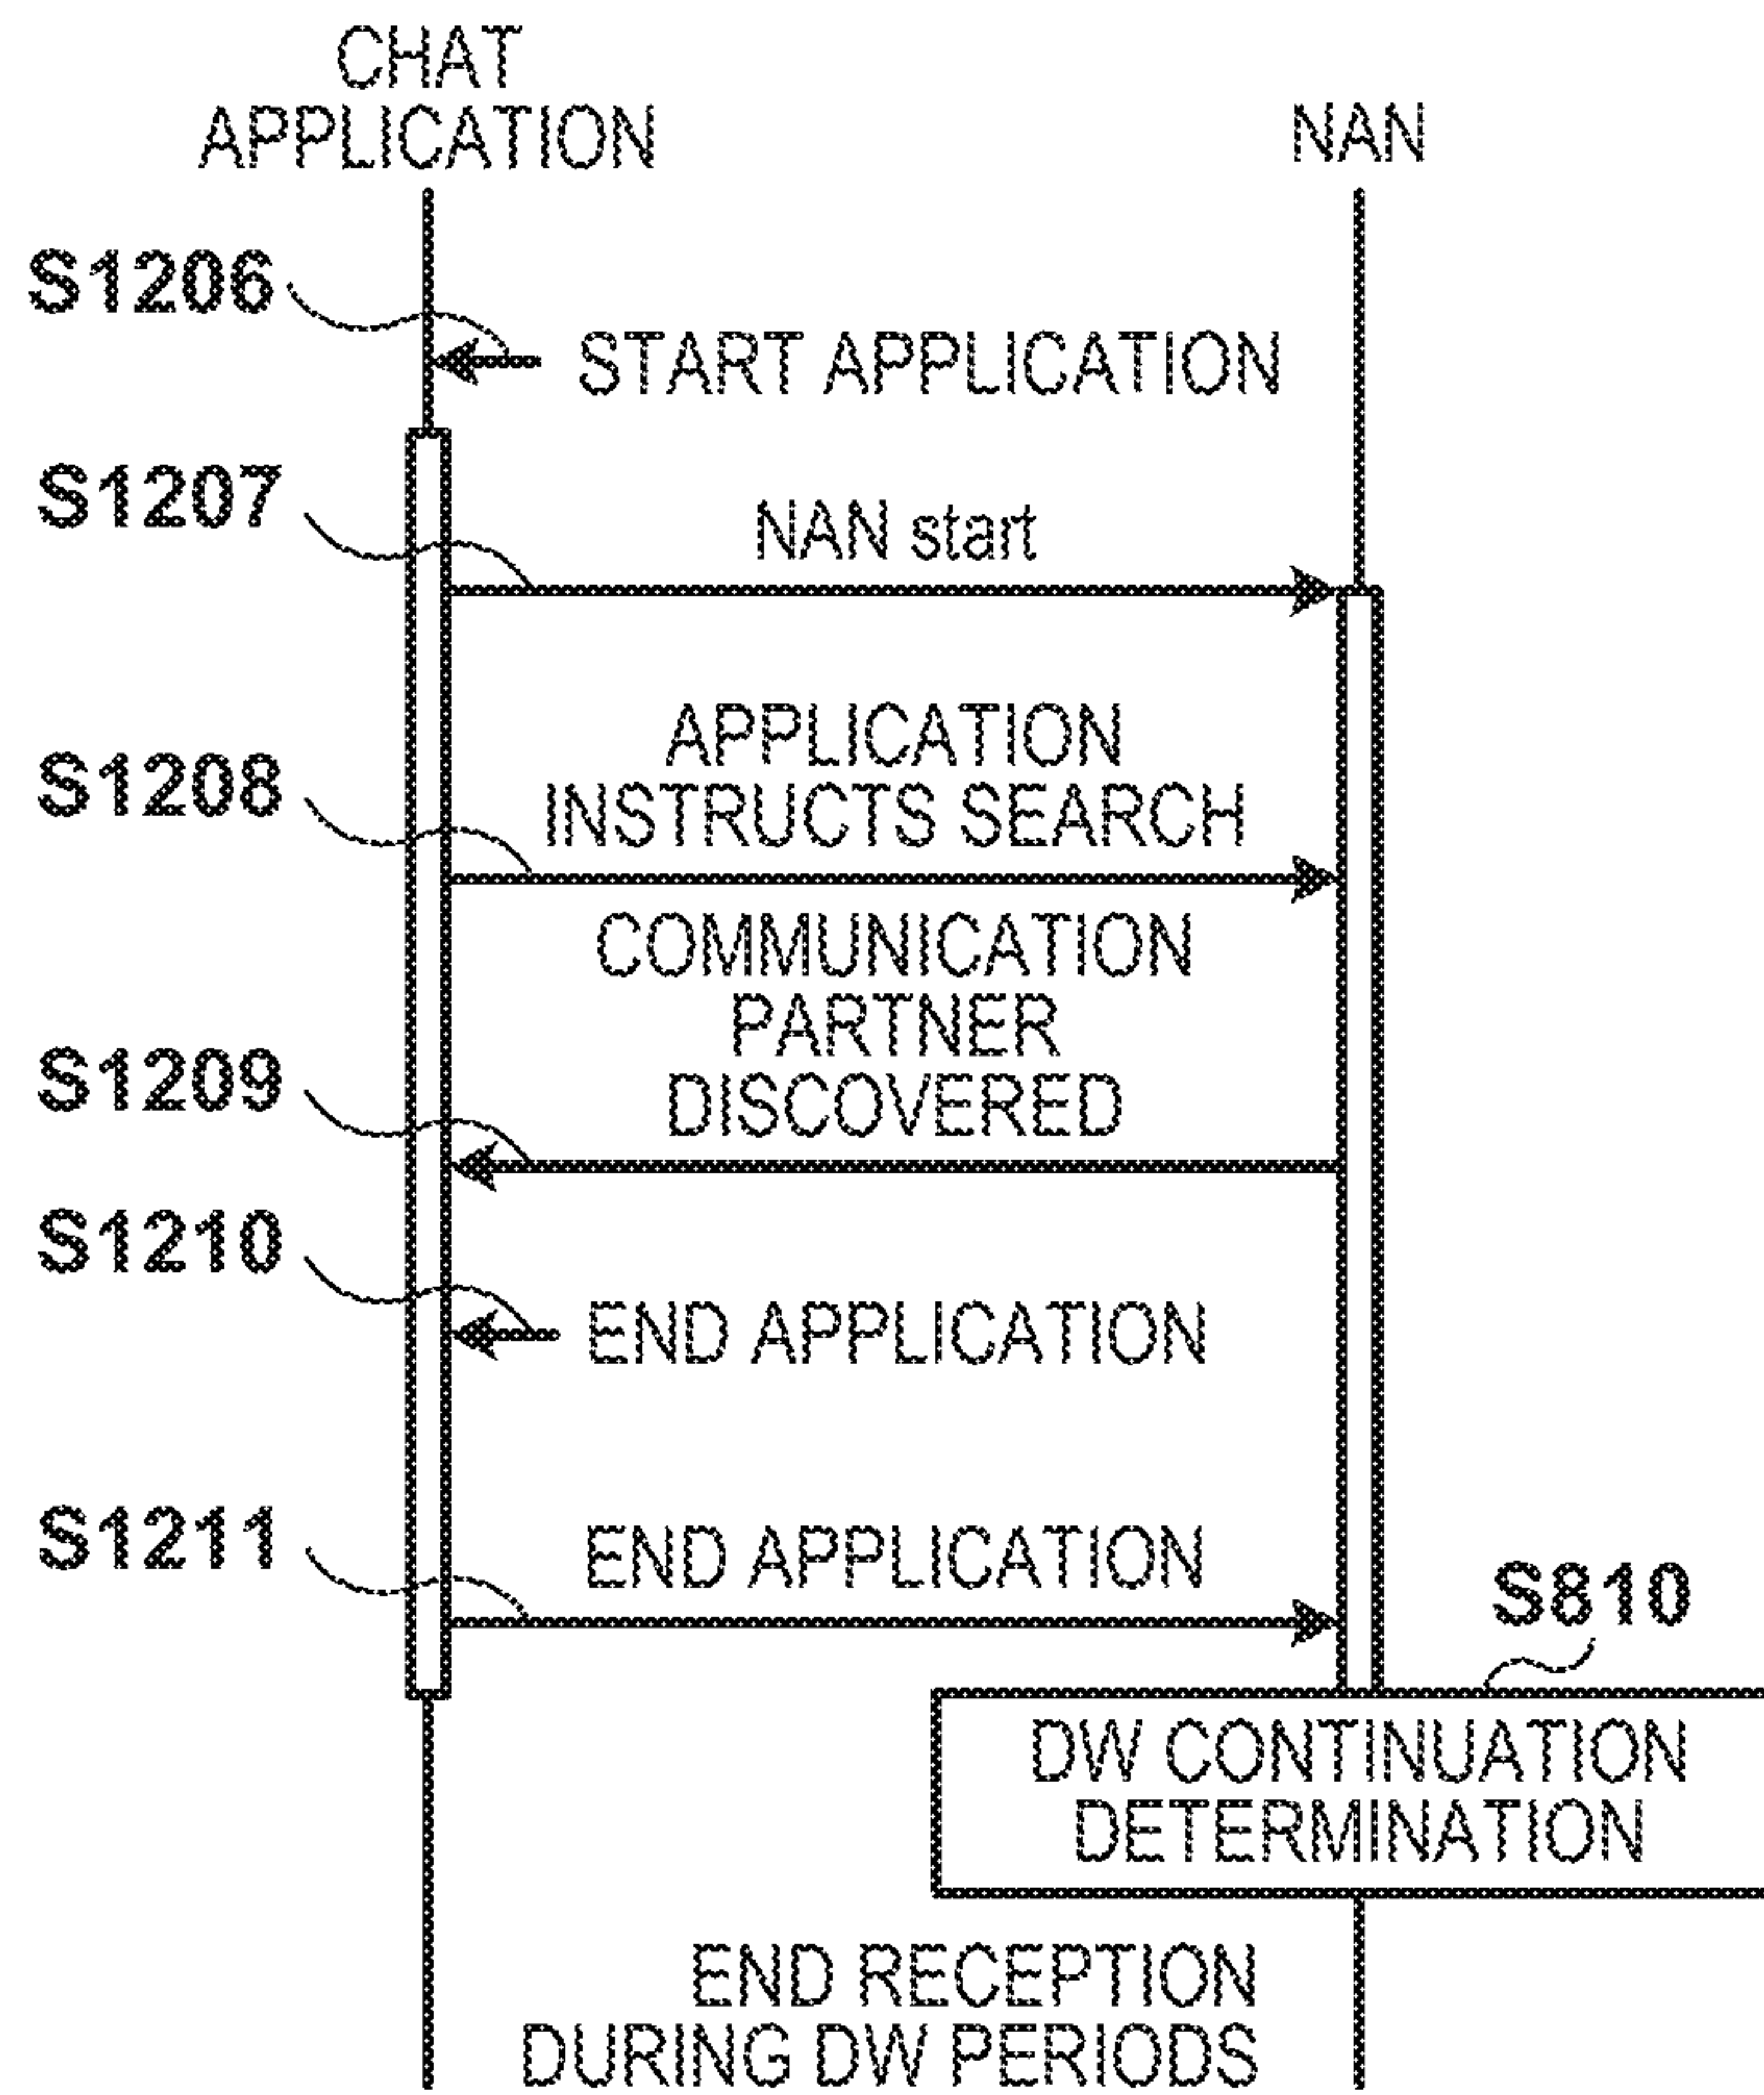 CHAT
APPLICATION
NAN
S1206
START APPLICATION
S1207
NAN start
S1208
APPLICATION
INSTRUCTS SEARCH
COMMUNICATION
PARTNER
DISCOVERED
S1209
S1210
END APPLICATION
S1211
END APPLICATION
S810
DW CONTINUATION
DETERMINATION
END RECEPTION
DURING DW PERIODS